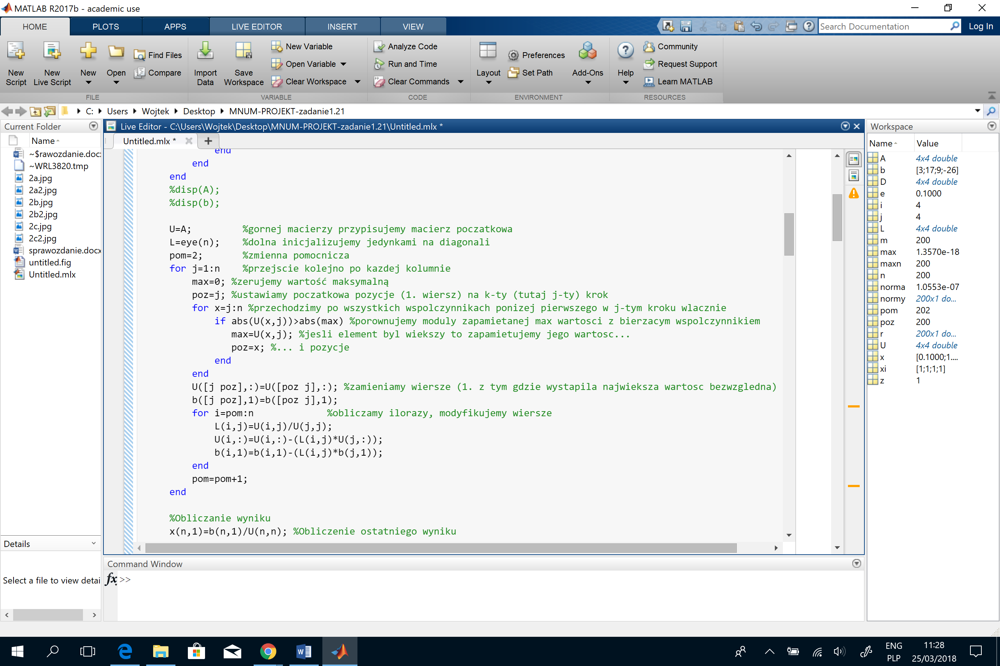 MATLAB R2017b - academic use
HOME PLOTS APPS LIVE EDITOR INSERT VIEW Search Documentation Log In
New Script
New Live Script
New
Open
Find Files
Compare
FILE
Import Data
Save Workspace
New Variable
Open Variable
Clear Workspace
VARIABLE
Analyze Code
Run and Time
Clear Commands
CODE
Layout
Preferences
Set Path
Add-Ons
ENVIRONMENT
Help
Community
Request Support
Learn MATLAB
RESOURCES
C: Users Wojtek Desktop MNUM-PROJEKT-zadanie1.21
Current Folder
Name
~$rawozdanie.docx
~WRL3820.tmp
2a.jpg
2a2.jpg
2b.jpg
2b2.jpg
2c.jpg
2c2.jpg
sprawozdanie.docx
untitled.fig
Untitled.mlx
Details
Select a file to view detai
Live Editor - C:\Users\Wojtek\Desktop\MNUM-PROJEKT-zadanie1.21\Untitled.mlx *
Untitled.mlx *
end
end
end
%disp(A);
%disp(b);
U=A; %gornej macierzy przypisujemy macierz poczatkowa
L=eye(n); %dolna inicjalizujemy jedynkami na diagonali
pom=2; %zmienna pomocnicza
for j=1:n %przejscie kolejno po kazdej kolumnie
max=0; %zerujemy wartość maksymalną
poz=j; %ustawiamy poczatkowa pozycje (1. wiersz) na k-ty (tutaj j-ty) krok
for x=j:n %przechodzimy po wszystkich wspolczynnikach ponizej pierwszego w j-tym kroku wlacznie
if abs(U(x,j))>abs(max) %porownujemy moduly zapamietanej max wartosci z bierzacym wspolczynnikiem
max=U(x,j); %jesli element byl wiekszy to zapamietujemy jego wartosc...
poz=x; %... i pozycje
end
end
U([j poz],:)=U([poz j],:); %zamieniamy wiersze (1. z tym gdzie wystapila najwieksza wartosc bezwzgledna)
b([j poz],1)=b([poz j],1);
for i=pom:n %obliczamy ilorazy, modyfikujemy wiersze
L(i,j)=U(i,j)/U(j,j);
U(i,:)=U(i,:)-(L(i,j)*U(j,:));
b(i,1)=b(i,1)-(L(i,j)*b(j,1));
end
pom=pom+1;
end
%Obliczanie wyniku
x(n,1)=b(n,1)/U(n,n); %Obliczenie ostatniego wyniku
Command Window
fx >>
Workspace
Name Value
A 4x4 double
b [3;17;9;-26]
D 4x4 double
e 0.1000
i 4
j 4
L 4x4 double
m 200
max 1.3570e-18
maxn 200
n 200
norma 1.0553e-07
normy 200x1 do...
pom 202
poz 200
r 200x1 do...
U 4x4 double
x [0.1000;1....
xi [1;1;1;1]
z 1
ENG
PLP
11:28
25/03/2018